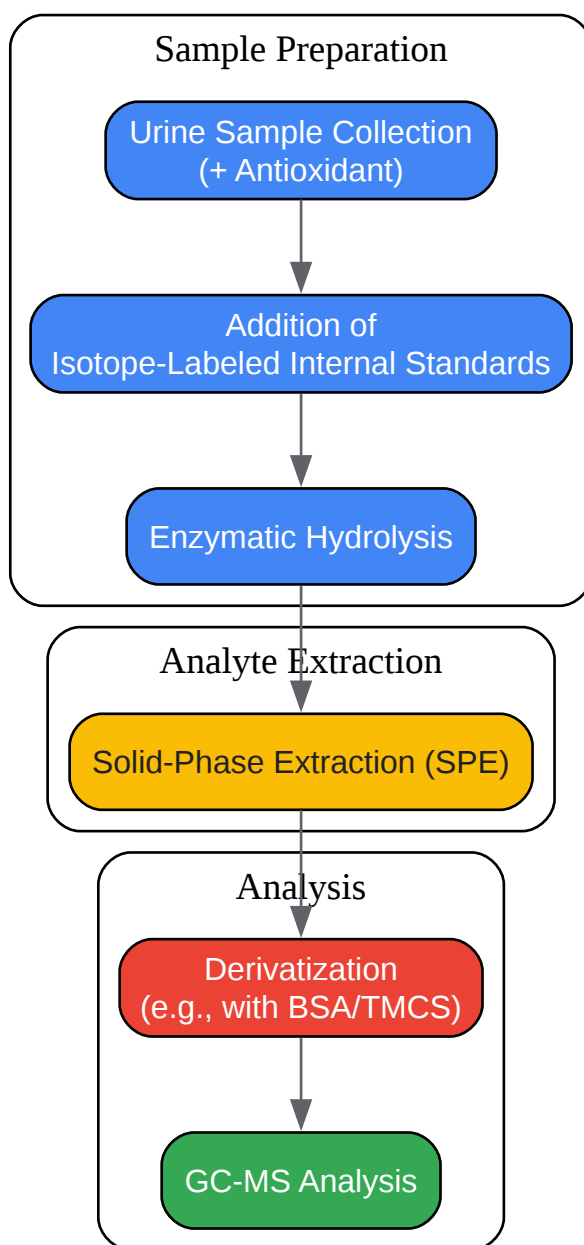 Sample Preparation
Urine Sample Collection
(+ Antioxidant)
Addition of
Isotope-Labeled Internal Standards
Enzymatic Hydrolysis
Analyte Extraction
Solid-Phase Extraction (SPE)
Analysis
Derivatization
(e.g., with BSA/TMCS)
GC-MS Analysis